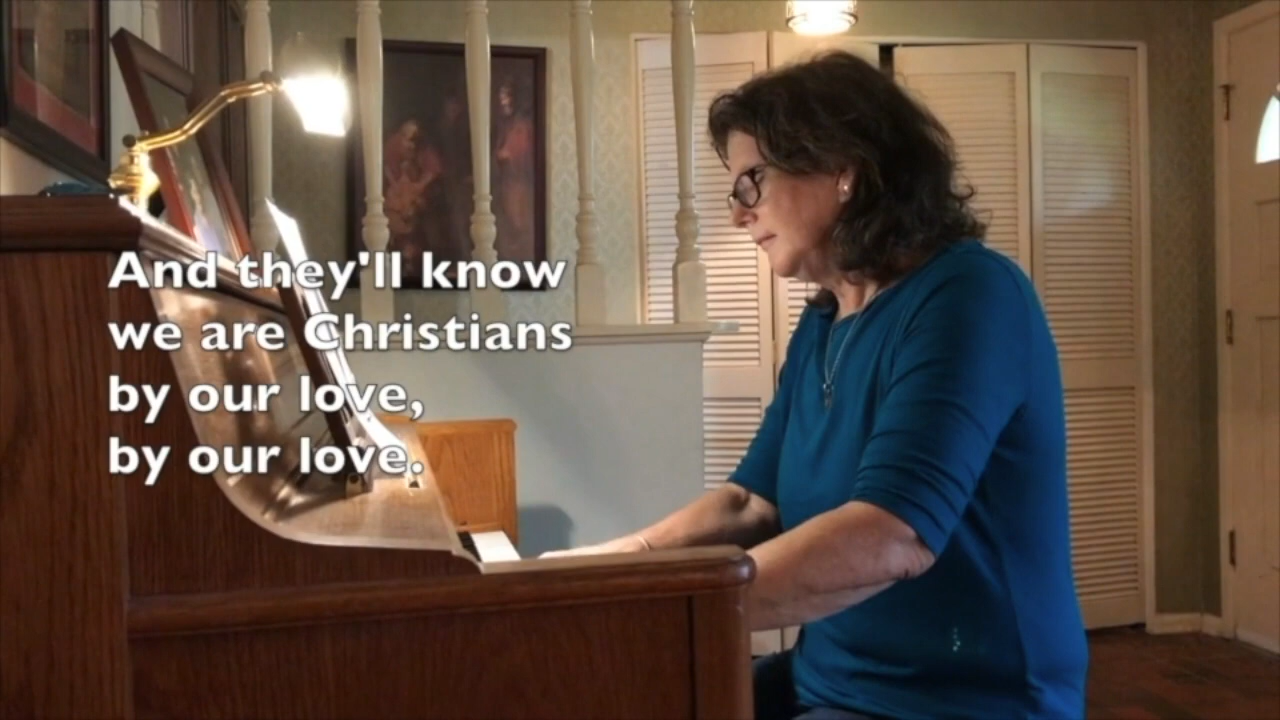 And they'll know
we are Christians
by our love,
by our love.